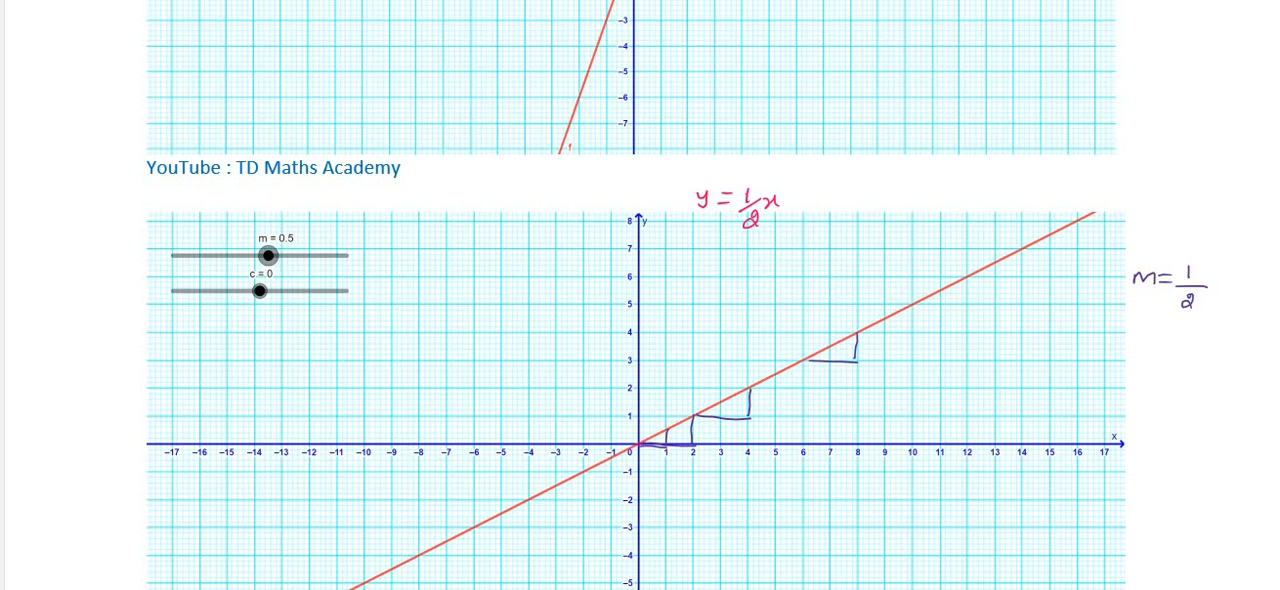 -3
-4
-5
-6
-7
YouTube : TD Maths Academy
y = 1/2 x
m = 0.5
c = 0
y
8
7
6
5
4
3
2
1
m = 1/2
x
-17 -16 -15 -14 -13 -12 -11 -10 -9 -8 -7 -6 -5 -4 -3 -2 -1 0 1 2 3 4 5 6 7 8 9 10 11 12 13 14 15 16 17
-1
-2
-3
-4
-5